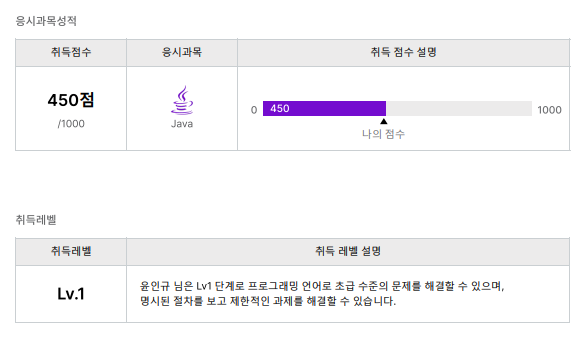 응시과목성적
취득점수 응시과목 취득 점수 설명
450점
/1000
Java
0 450 1000
나의 점수
취득레벨
취득레벨 취득 레벨 설명
Lv.1
윤인규 님은 Lv1 단계로 프로그래밍 언어로 초급 수준의 문제를 해결할 수 있으며,
명시된 절차를 보고 제한적인 과제를 해결할 수 있습니다.